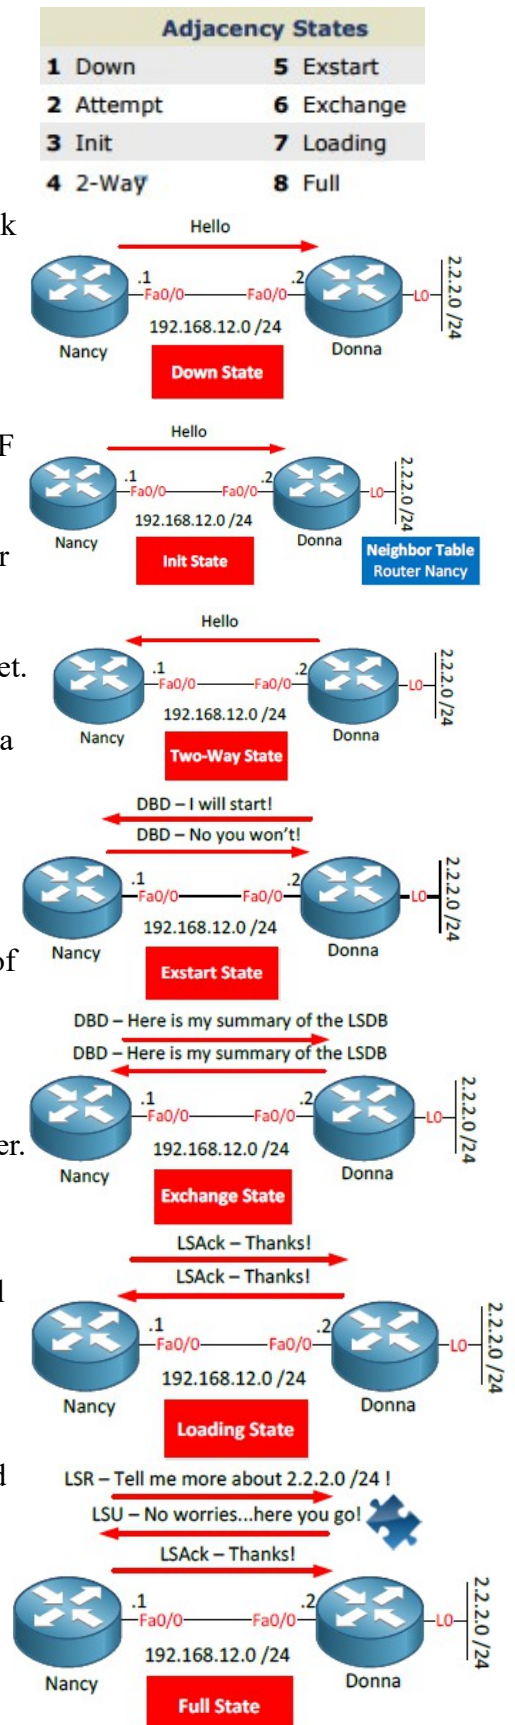 Adjacency States
1 Down 5 Exstart
2 Attempt 6 Exchange
3 Init 7 Loading
4 2-Way 8 Full
k
Hello
.1 .2
Fa0/0 Fa0/0 L0 2.2.2.0 /24
192.168.12.0 /24
Nancy Donna
Down State
F
Hello
.1 .2
Fa0/0 Fa0/0 L0 2.2.2.0 /24
192.168.12.0 /24
Nancy Donna
r
Init State
Neighbor Table
Router Nancy
Hello
et.
.1 .2
Fa0/0 Fa0/0 L0 2.2.2.0 /24
192.168.12.0 /24
Nancy Donna
a
Two-Way State
DBD – I will start!
DBD – No you won't!
.1 .2
Fa0/0 Fa0/0 L0 2.2.2.0 /24
192.168.12.0 /24
Nancy Donna
of
Exstart State
DBD – Here is my summary of the LSDB
DBD – Here is my summary of the LSDB
.1 .2
Fa0/0 Fa0/0 L0 2.2.2.0 /24
192.168.12.0 /24
er.
Nancy Donna
Exchange State
LSAck – Thanks!
LSAck – Thanks!
l
.1 .2
Fa0/0 Fa0/0 L0 2.2.2.0 /24
192.168.12.0 /24
Nancy Donna
Loading State
d
LSR – Tell me more about 2.2.2.0 /24 !
LSU – No worries...here you go!
LSAck – Thanks!
.1 .2
Fa0/0 Fa0/0 L0 2.2.2.0 /24
192.168.12.0 /24
Nancy Donna
Full State